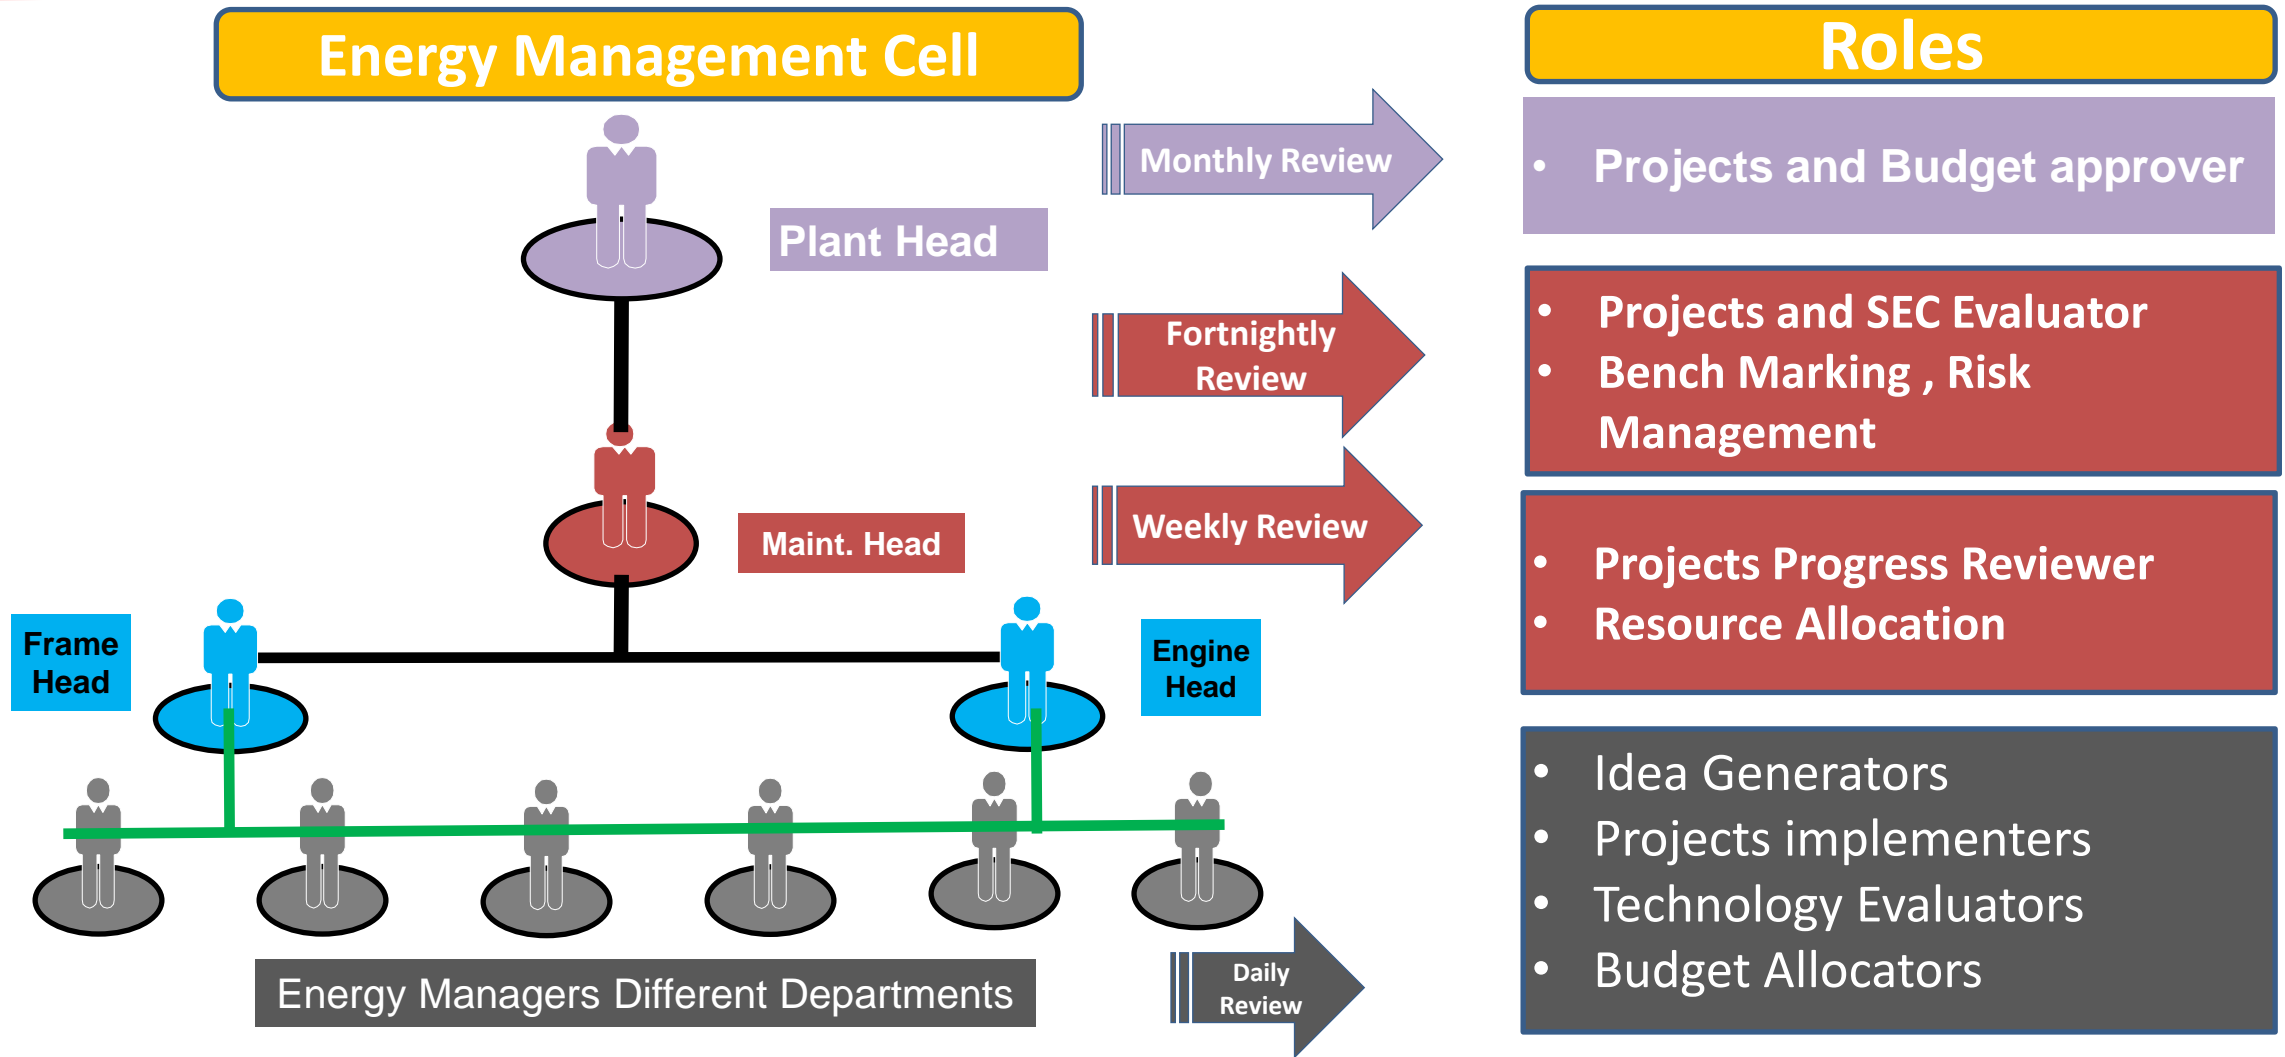 Energy Management Cell
Roles
Monthly Review
• Projects and Budget approver
Plant Head
Fortnightly
Review
• Projects and SEC Evaluator
• Bench Marking , Risk
Management
Maint. Head
Weekly Review
• Projects Progress Reviewer
• Resource Allocation
Frame
Head
Engine
Head
• Idea Generators
• Projects implementers
• Technology Evaluators
• Budget Allocators
Energy Managers Different Departments
Daily
Review